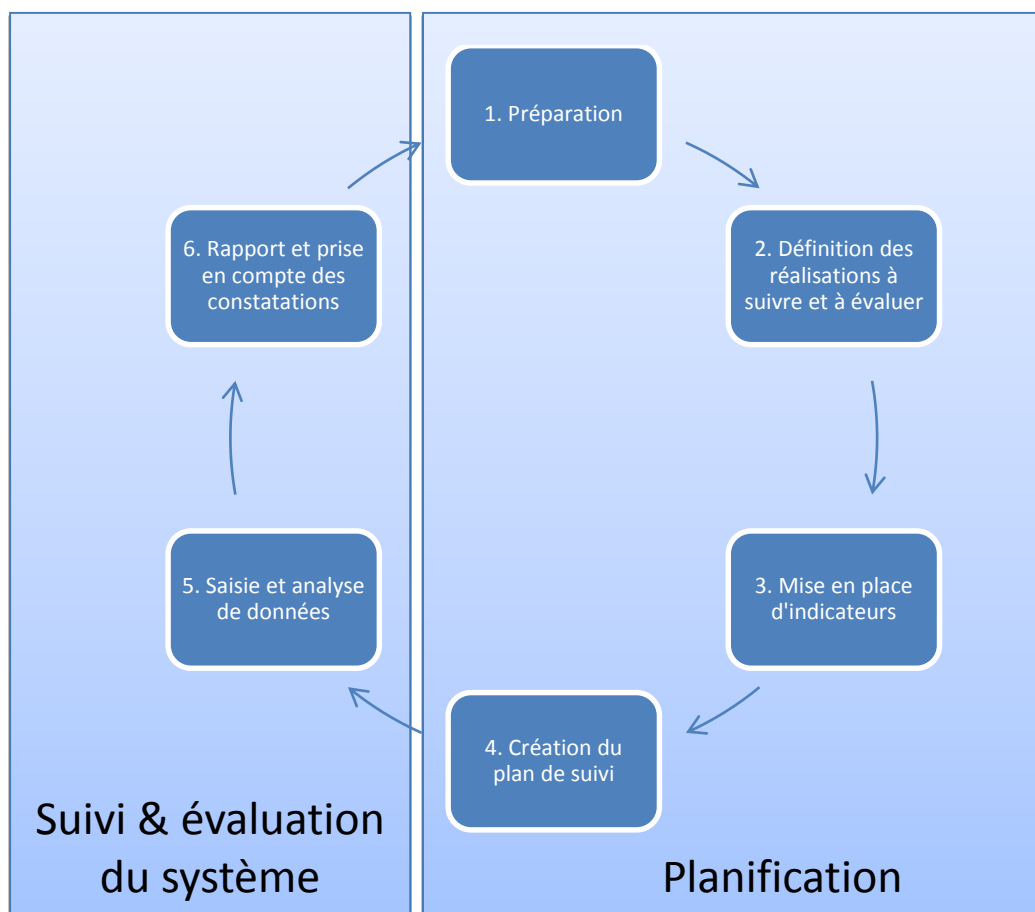 1. Préparation
2. Définition des
réalisations à
suivre et à évaluer
3. Mise en place
d'indicateurs
4. Création du
plan de suivi
5. Saisie et analyse
de données
6. Rapport et prise
en compte des
constatations
Suivi & évaluation
du système
Planification